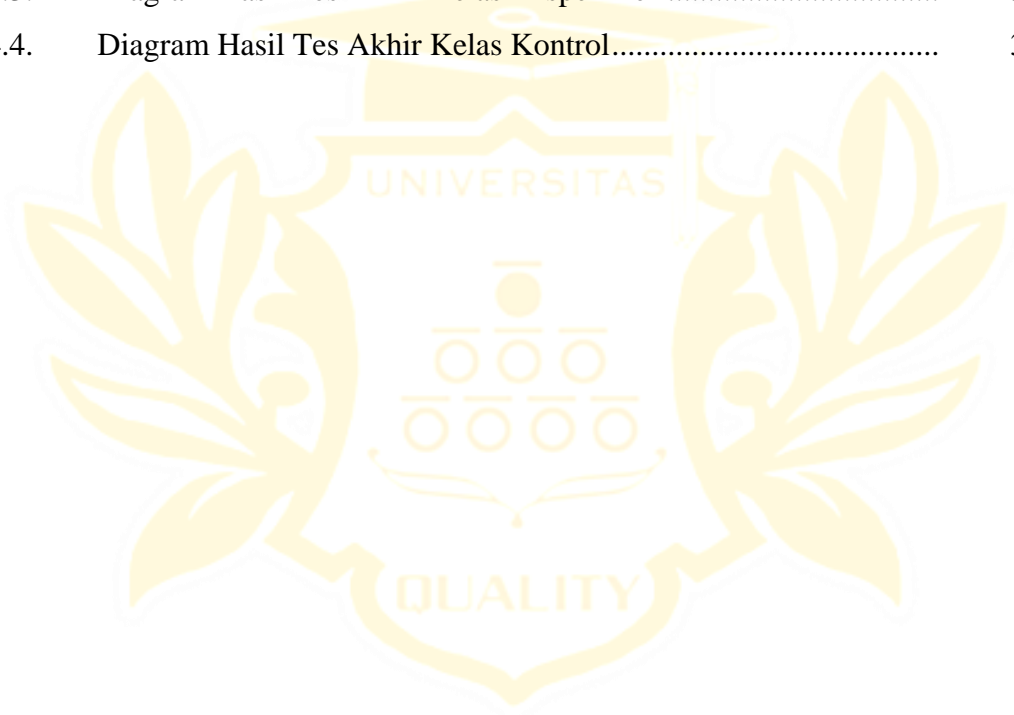 .4. Diagram Hasil Tes Akhir Kelas Kontrol.....................................
UNIVERSITAS
QUALITY